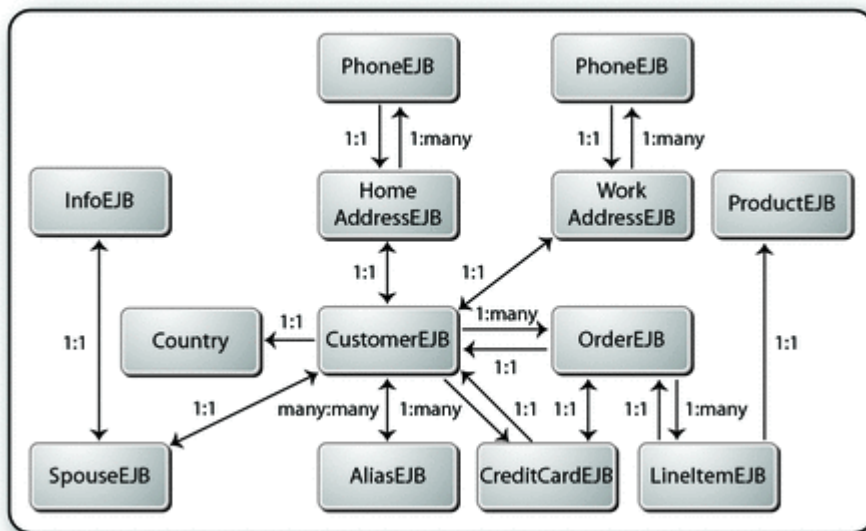 PhoneEJB
PhoneEJB
1:1
1:many
1:1
1:many
InfoEJB
Home
AddressEJB
Work
AddressEJB
ProductEJB
1:1
1:1
1:1
Country
1:1
CustomerEJB
1:many
1:1
OrderEJB
1:1
1:1
many:many
1:many
1:1
1:1
1:1
1:many
SpouseEJB
AliasEJB
CreditCardEJB
LineItemEJB